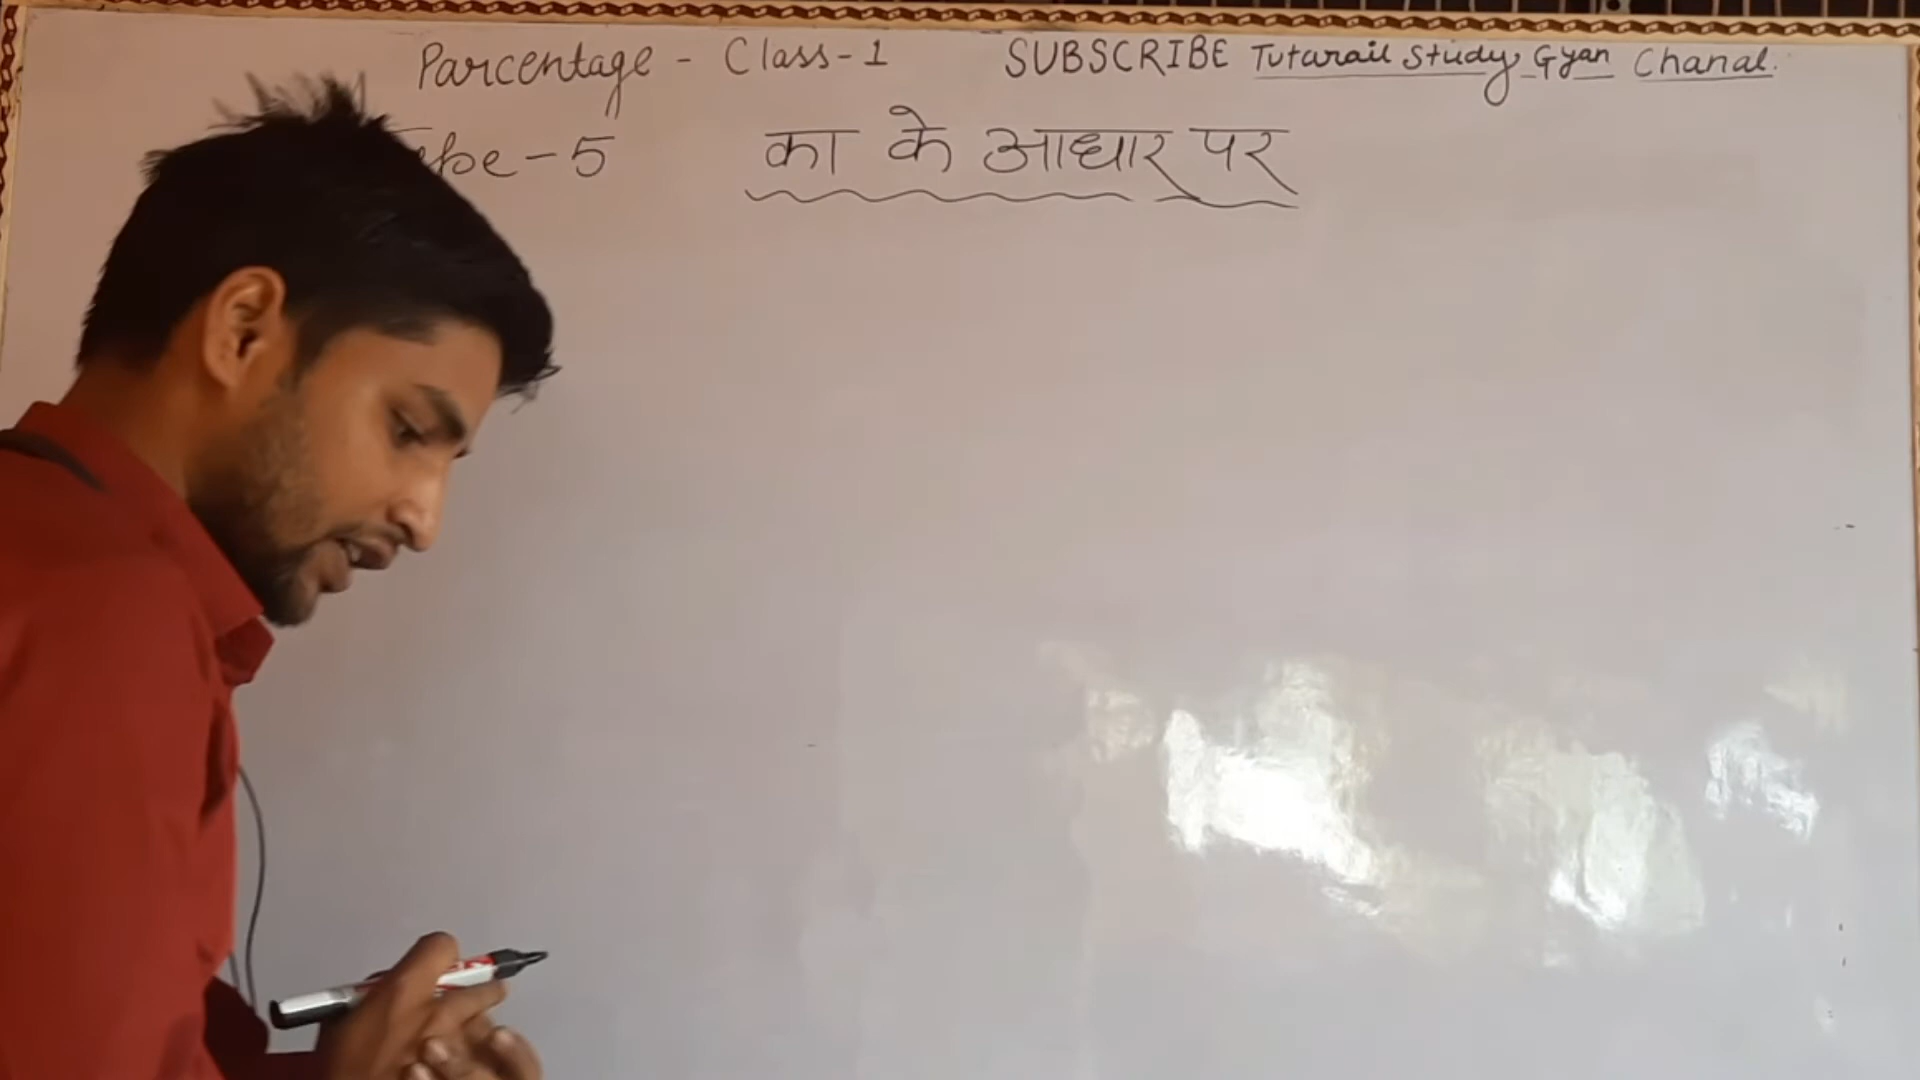 Parcentage - Class-1 SUBSCRIBE Tutarail Study Gyan Chanal.
-5 का के आधार पर